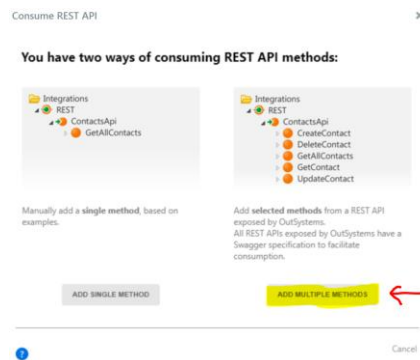 Consume REST API
You have two ways of consuming REST API methods:
Integrations
REST
ContactsApi
GetAllContacts
Integrations
REST
ContactsApi
CreateContact
DeleteContact
GetAllContacts
GetContact
UpdateContact
Manually add a single method, based on
examples.
Add selected methods from a REST API
exposed by OutSystems.
All REST APIs exposed by OutSystems have a
Swagger specification to facilitate
consumption.
ADD SINGLE METHOD
ADD MULTIPLE METHODS
?
Cancel